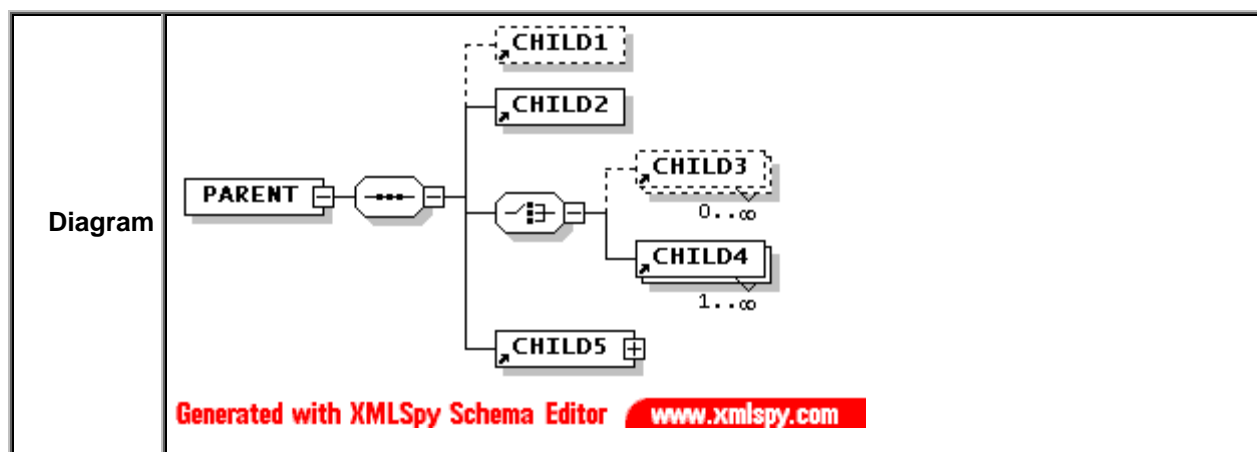 CHILD1
CHILD2
CHILD3
PARENT
0..∞
Diagram
CHILD4
1..∞
CHILD5
Generated with XMLSpy Schema Editor www.xmlspy.com